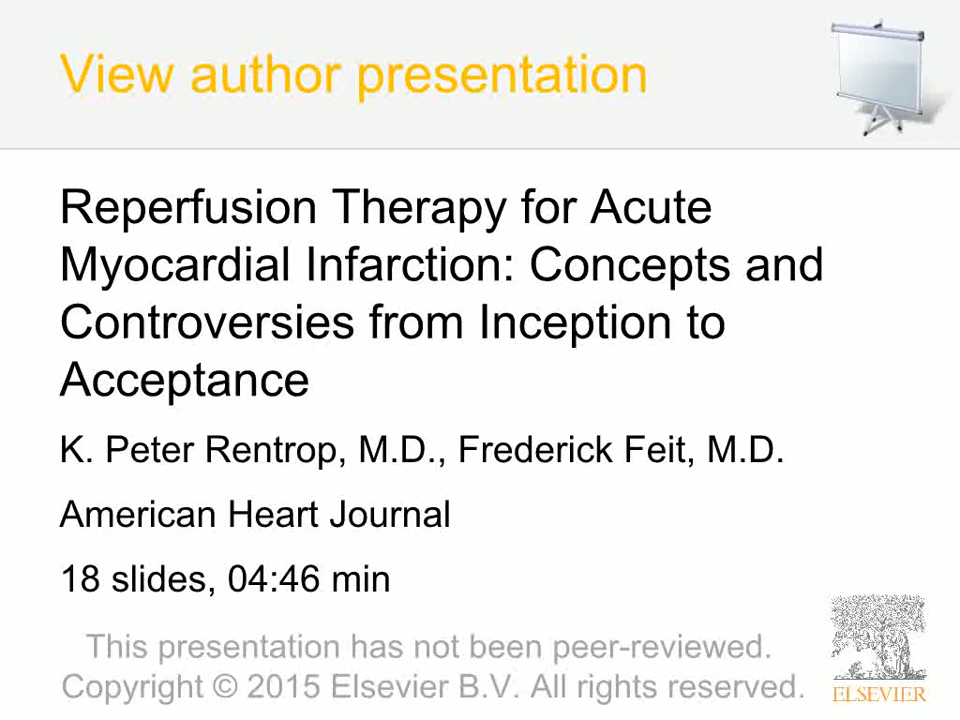 View author presentation
Reperfusion Therapy for Acute
Myocardial Infarction: Concepts and
Controversies from Inception to
Acceptance
K. Peter Rentrop, M.D., Frederick Feit, M.D.
American Heart Journal
18 slides, 04:46 min
This presentation has not been peer-reviewed.
Copyright © 2015 Elsevier B.V. All rights reserved.
ELSEVIER